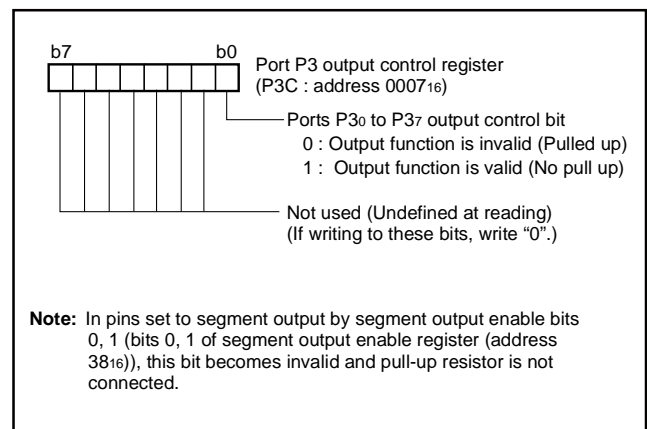 b7 b0
Port P3 output control register
(P3C : address 0007₁₆)
Ports P3₀ to P3₇ output control bit
0 : Output function is invalid (Pulled up)
1 :  Output function is valid (No pull up)
Not used (Undefined at reading)
(If writing to these bits, write “0”.)
Note: In pins set to segment output by segment output enable bits
0, 1 (bits 0, 1 of segment output enable register (address
38₁₆)), this bit becomes invalid and pull-up resistor is not
connected.